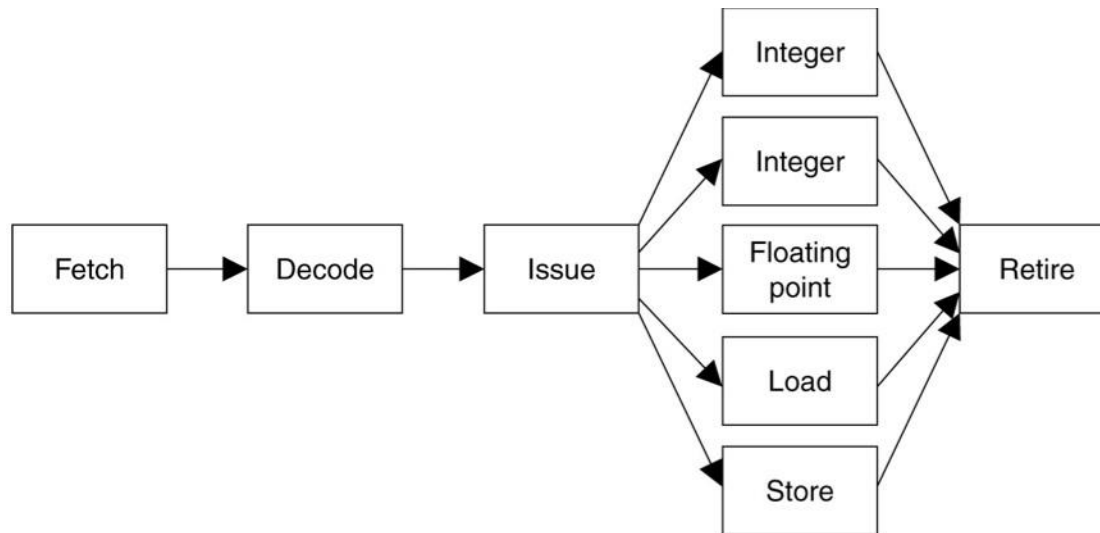 Integer
Integer
Fetch
Decode
Issue
Floating
point
Retire
Load
Store